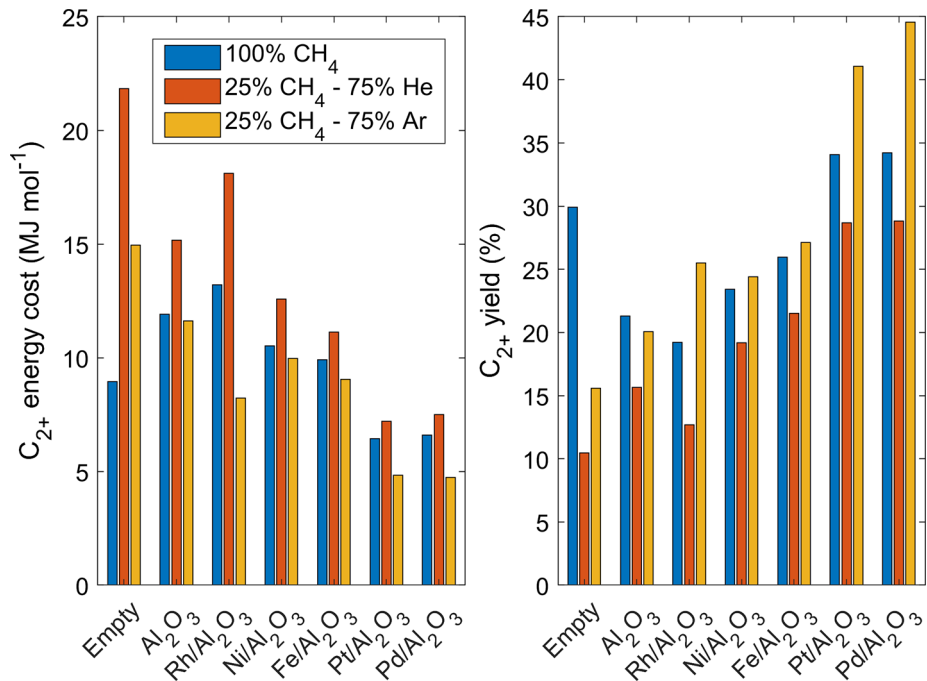 C₂₊ energy cost (MJ mol⁻¹)
25
20
15
10
5
0
100% CH₄
25% CH₄ - 75% He
25% CH₄ - 75% Ar
Empty
Al₂O₃
Rh/Al₂O₃
Ni/Al₂O₃
Fe/Al₂O₃
Pt/Al₂O₃
Pd/Al₂O₃
C₂₊ yield (%)
45
40
35
30
25
20
15
10
5
0
Empty
Al₂O₃
Rh/Al₂O₃
Ni/Al₂O₃
Fe/Al₂O₃
Pt/Al₂O₃
Pd/Al₂O₃